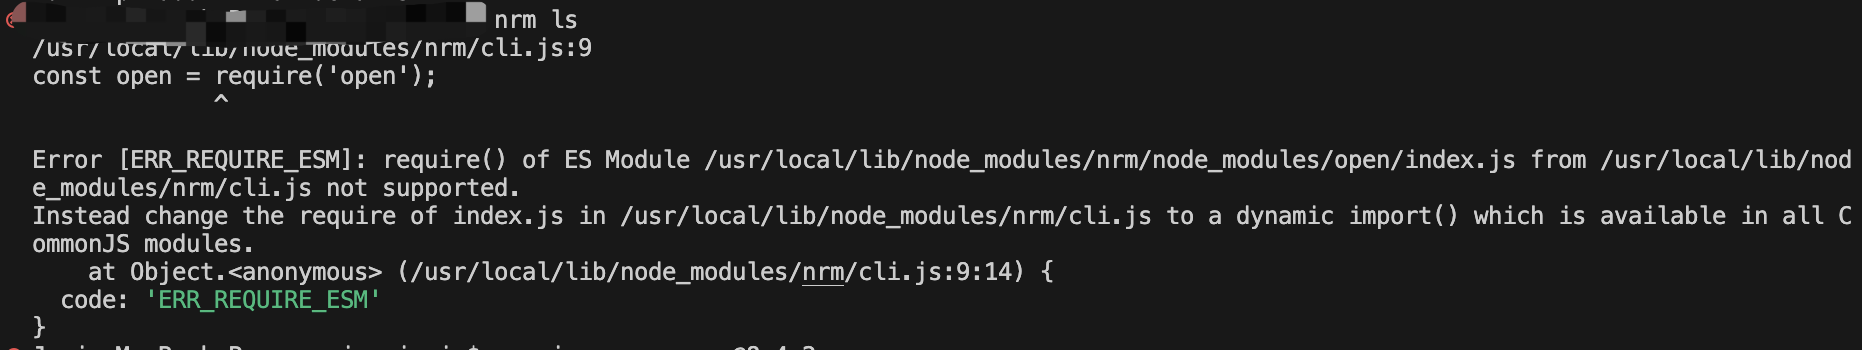 nrm ls
/usr/local/lib/node_modules/nrm/cli.js:9
const open = require('open');
^
Error [ERR_REQUIRE_ESM]: require() of ES Module /usr/local/lib/node_modules/nrm/node_modules/open/index.js from /usr/local/lib/nod
e_modules/nrm/cli.js not supported.
Instead change the require of index.js in /usr/local/lib/node_modules/nrm/cli.js to a dynamic import() which is available in all C
ommonJS modules.
at Object.<anonymous> (/usr/local/lib/node_modules/nrm/cli.js:9:14) {
code: 'ERR_REQUIRE_ESM'
}